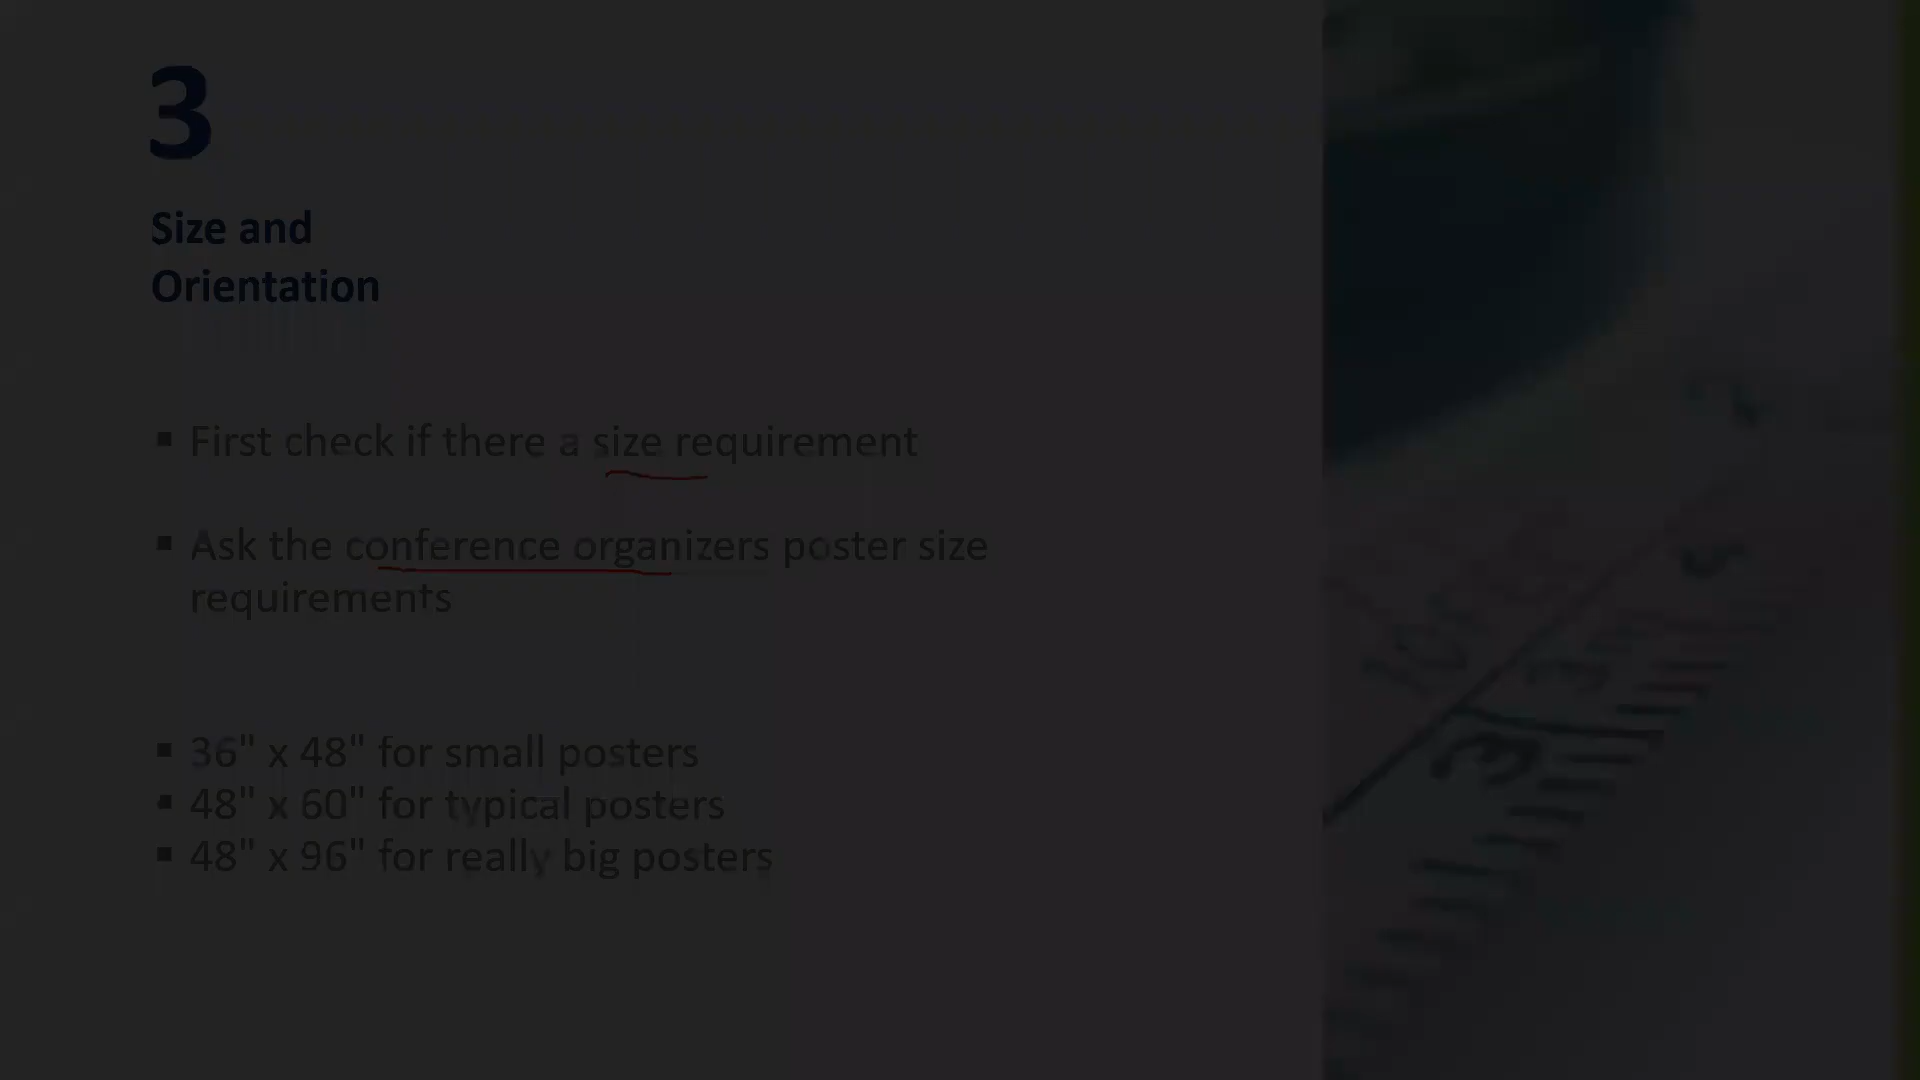 3
Size and
Orientation
▪ First check if there a size requirement
▪ Ask the conference organizers poster size
requirements
▪ 36" x 48" for small posters
▪ 48" x 60" for typical posters
▪ 48" x 96" for really big posters